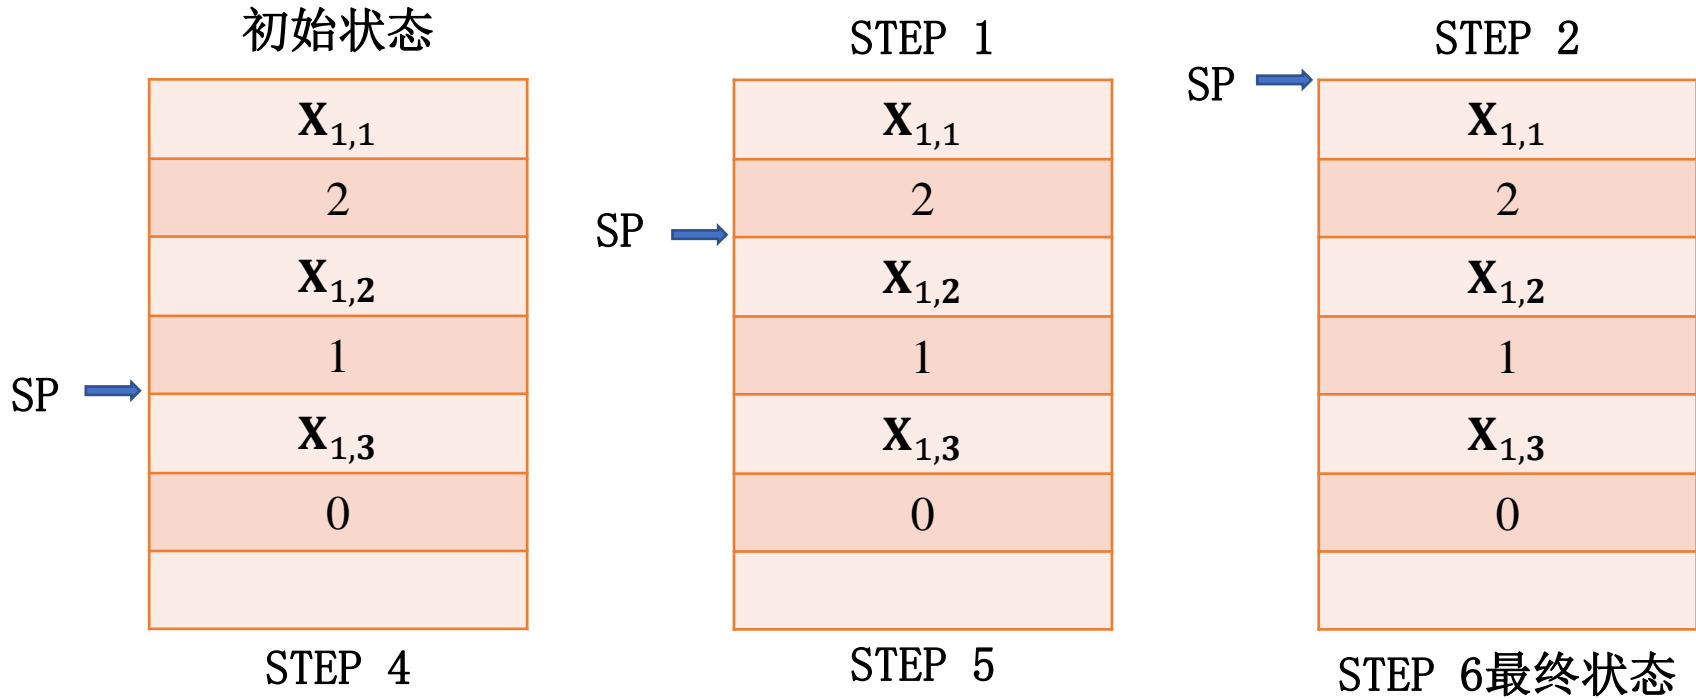 初始状态
STEP 1
STEP 2
SP
X1,1
2
X1,2
1
X1,3
0
SP
X1,1
2
X1,2
1
X1,3
0
SP
X1,1
2
X1,2
1
X1,3
0
STEP 4
STEP 5
STEP 6最终状态